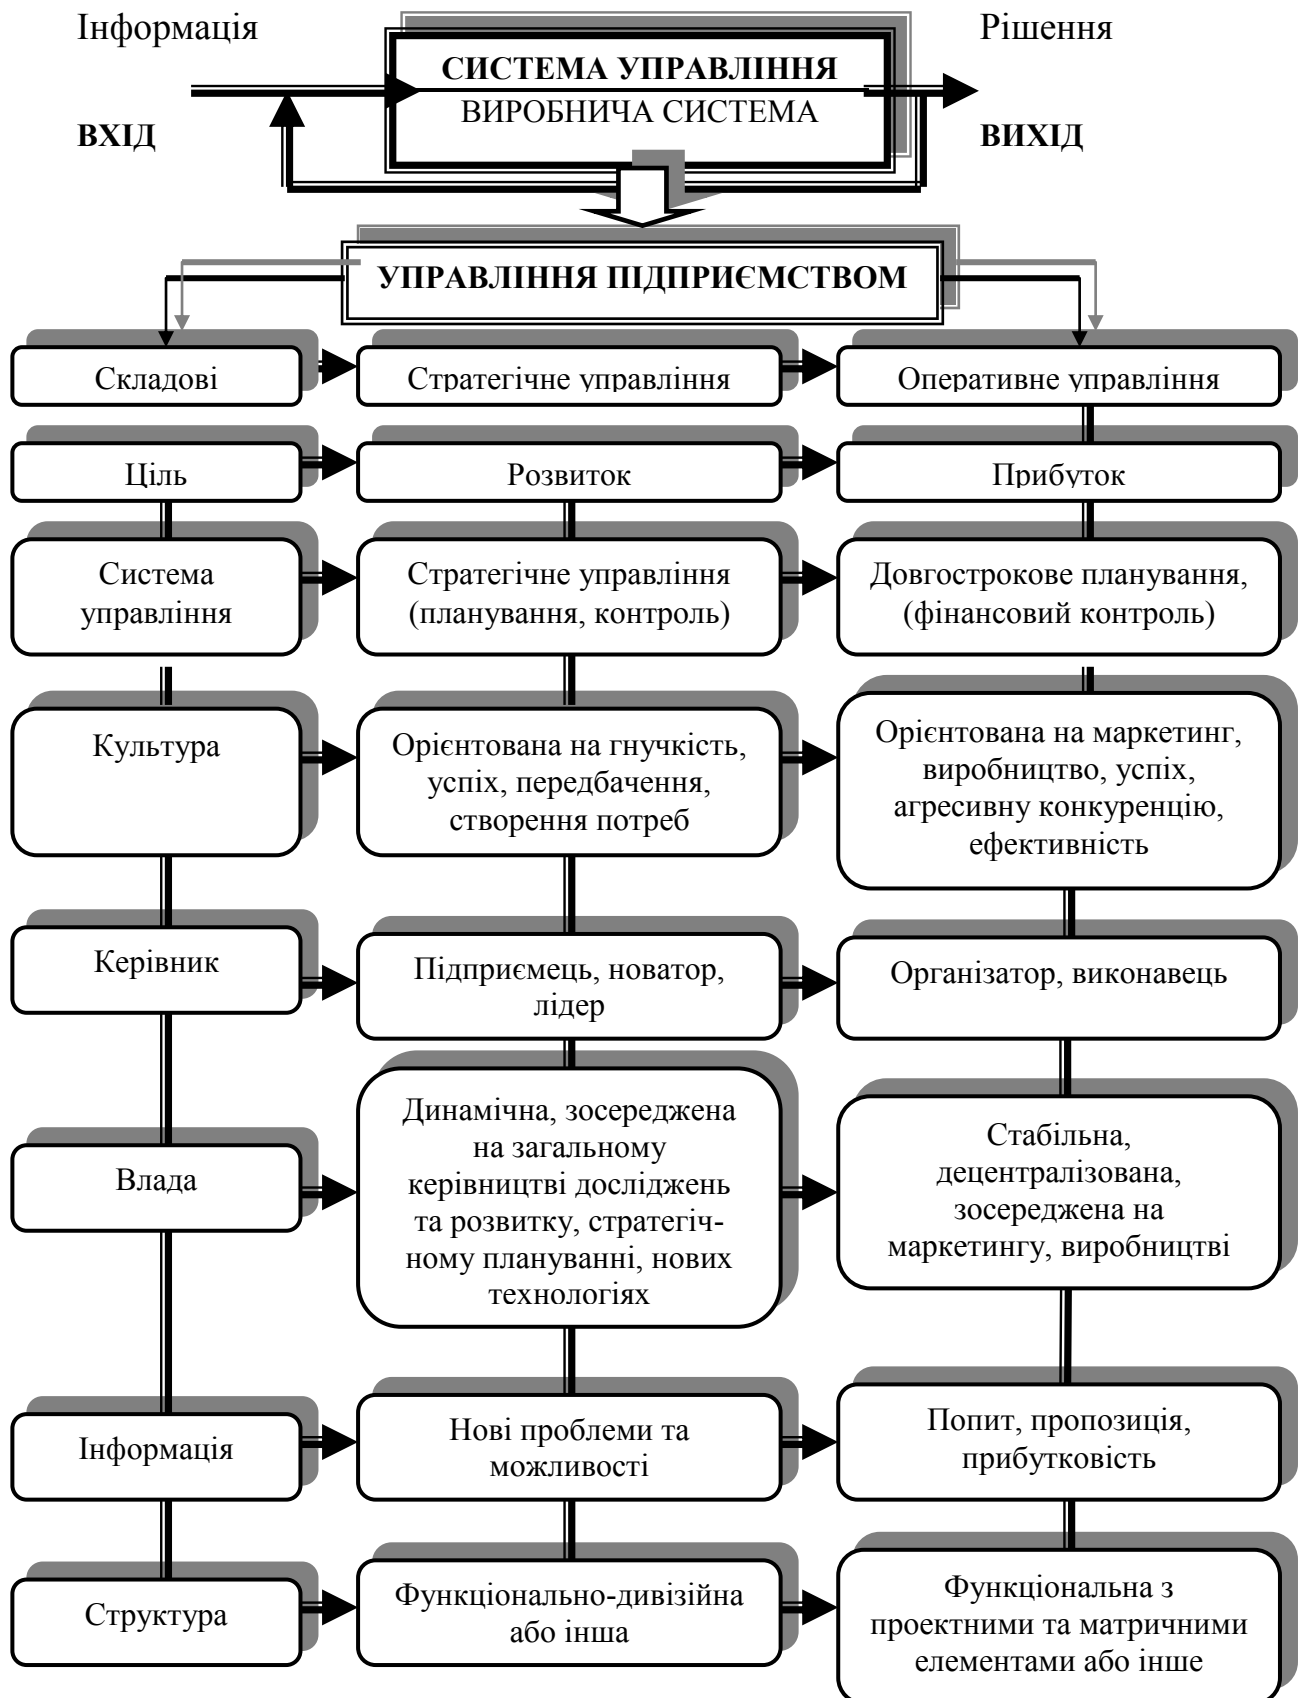 Інформація
Рішення
СИСТЕМА УПРАВЛІННЯ
ВИРОБНИЧА СИСТЕМА
ВХІД
ВИХІД
УПРАВЛІННЯ ПІДПРИЄМСТВОМ
Складові
Стратегічне управління
Оперативне управління
Ціль
Розвиток
Прибуток
Система
управління
Стратегічне управління
(планування, контроль)
Довгострокове планування,
(фінансовий контроль)
Культура
Орієнтована на гнучкість,
успіх, передбачення,
створення потреб
Орієнтована на маркетинг,
виробництво, успіх,
агресивну конкуренцію,
ефективність
Керівник
Підприємець, новатор,
лідер
Організатор, виконавець
Влада
Динамічна, зосереджена
на загальному
керівництві досліджень
та розвитку, стратегіч-
ному плануванні, нових
технологіях
Стабільна,
децентралізована,
зосереджена на
маркетингу, виробництві
Інформація
Нові проблеми та
можливості
Попит, пропозиція,
прибутковість
Структура
Функціонально-дивізійна
або інша
Функціональна з
проектними та матричними
елементами або інше